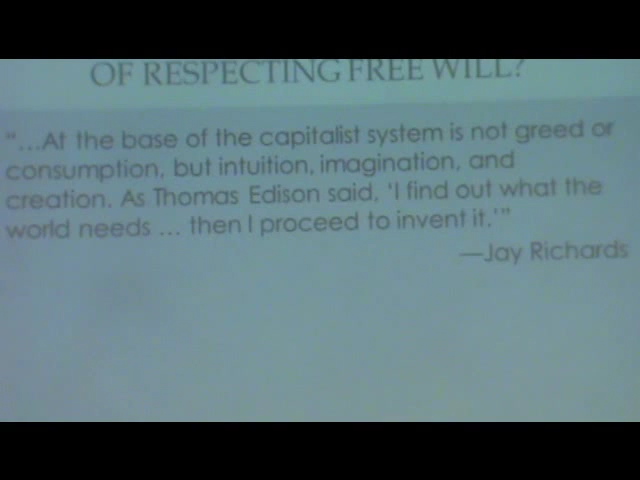 OF RESPECTING FREE WILL?
“…At the base of the capitalist system is not greed or
consumption, but intuition, imagination, and
creation. As Thomas Edison said, ‘I find out what the
world needs … then I proceed to invent it.’”
—Jay Richards